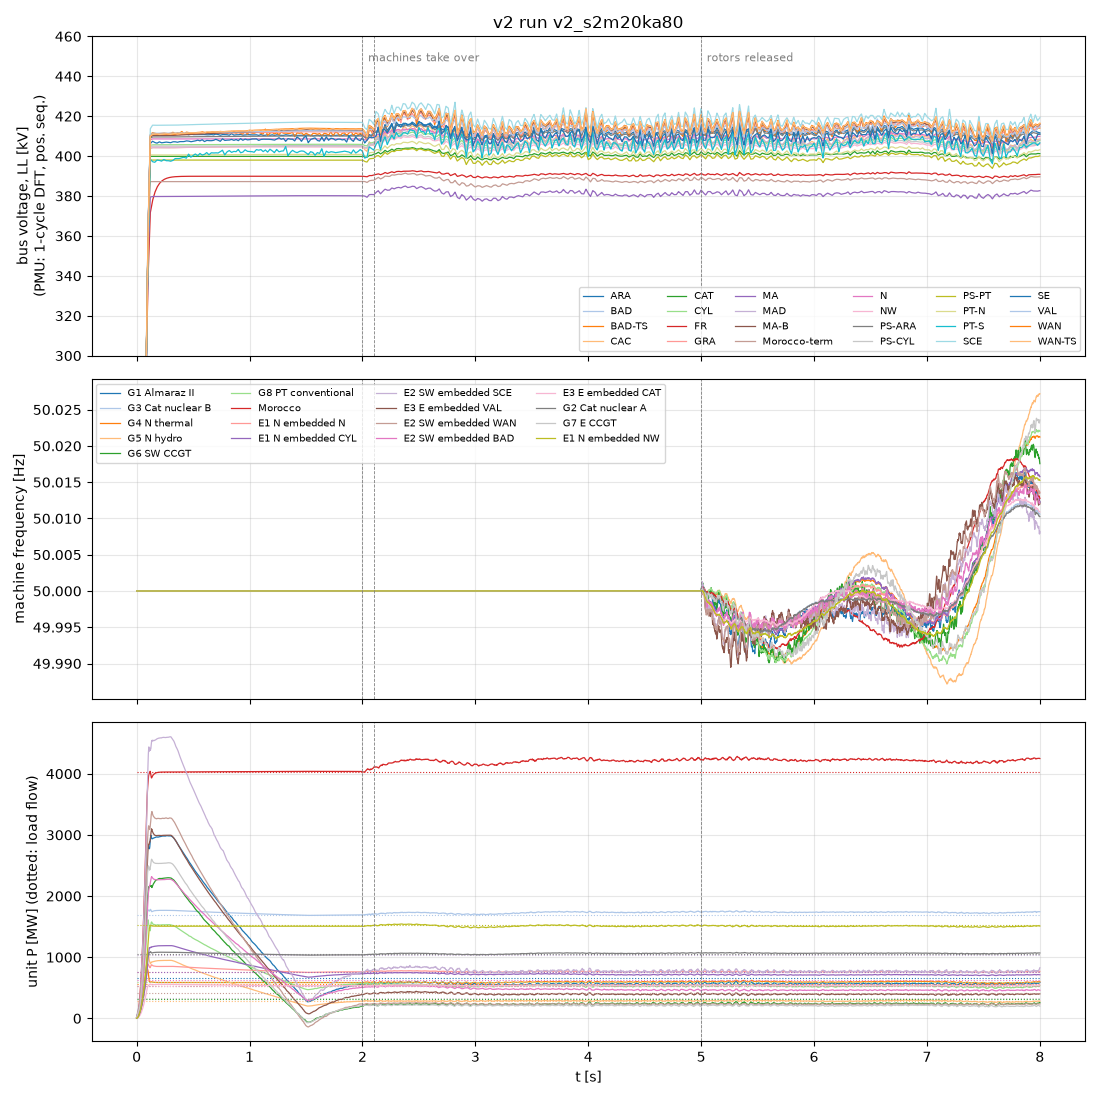 v2 run v2_s2m20ka80
bus voltage, LL [kV]
(PMU: 1-cycle DFT, pos. seq.)
460
440
420
400
380
360
340
320
300
machines take over
rotors released
ARA CAT MA N PS-PT SE
BAD CYL MAD NW PT-N VAL
BAD-TS FR MA-B PS-ARA PT-S WAN
CAC GRA Morocco-term PS-CYL SCE WAN-TS
machine frequency [Hz]
50.025
50.020
50.015
50.010
50.005
50.000
49.995
49.990
G1 Almaraz II G8 PT conventional E2 SW embedded SCE E3 E embedded CAT
G3 Cat nuclear B Morocco E3 E embedded VAL G2 Cat nuclear A
G4 N thermal E1 N embedded N E2 SW embedded WAN G7 E CCGT
G5 N hydro E1 N embedded CYL E2 SW embedded BAD E1 N embedded NW
G6 SW CCGT
unit P [MW] (dotted: load flow)
4000
3000
2000
1000
0
0 1 2 3 4 5 6 7 8
t [s]